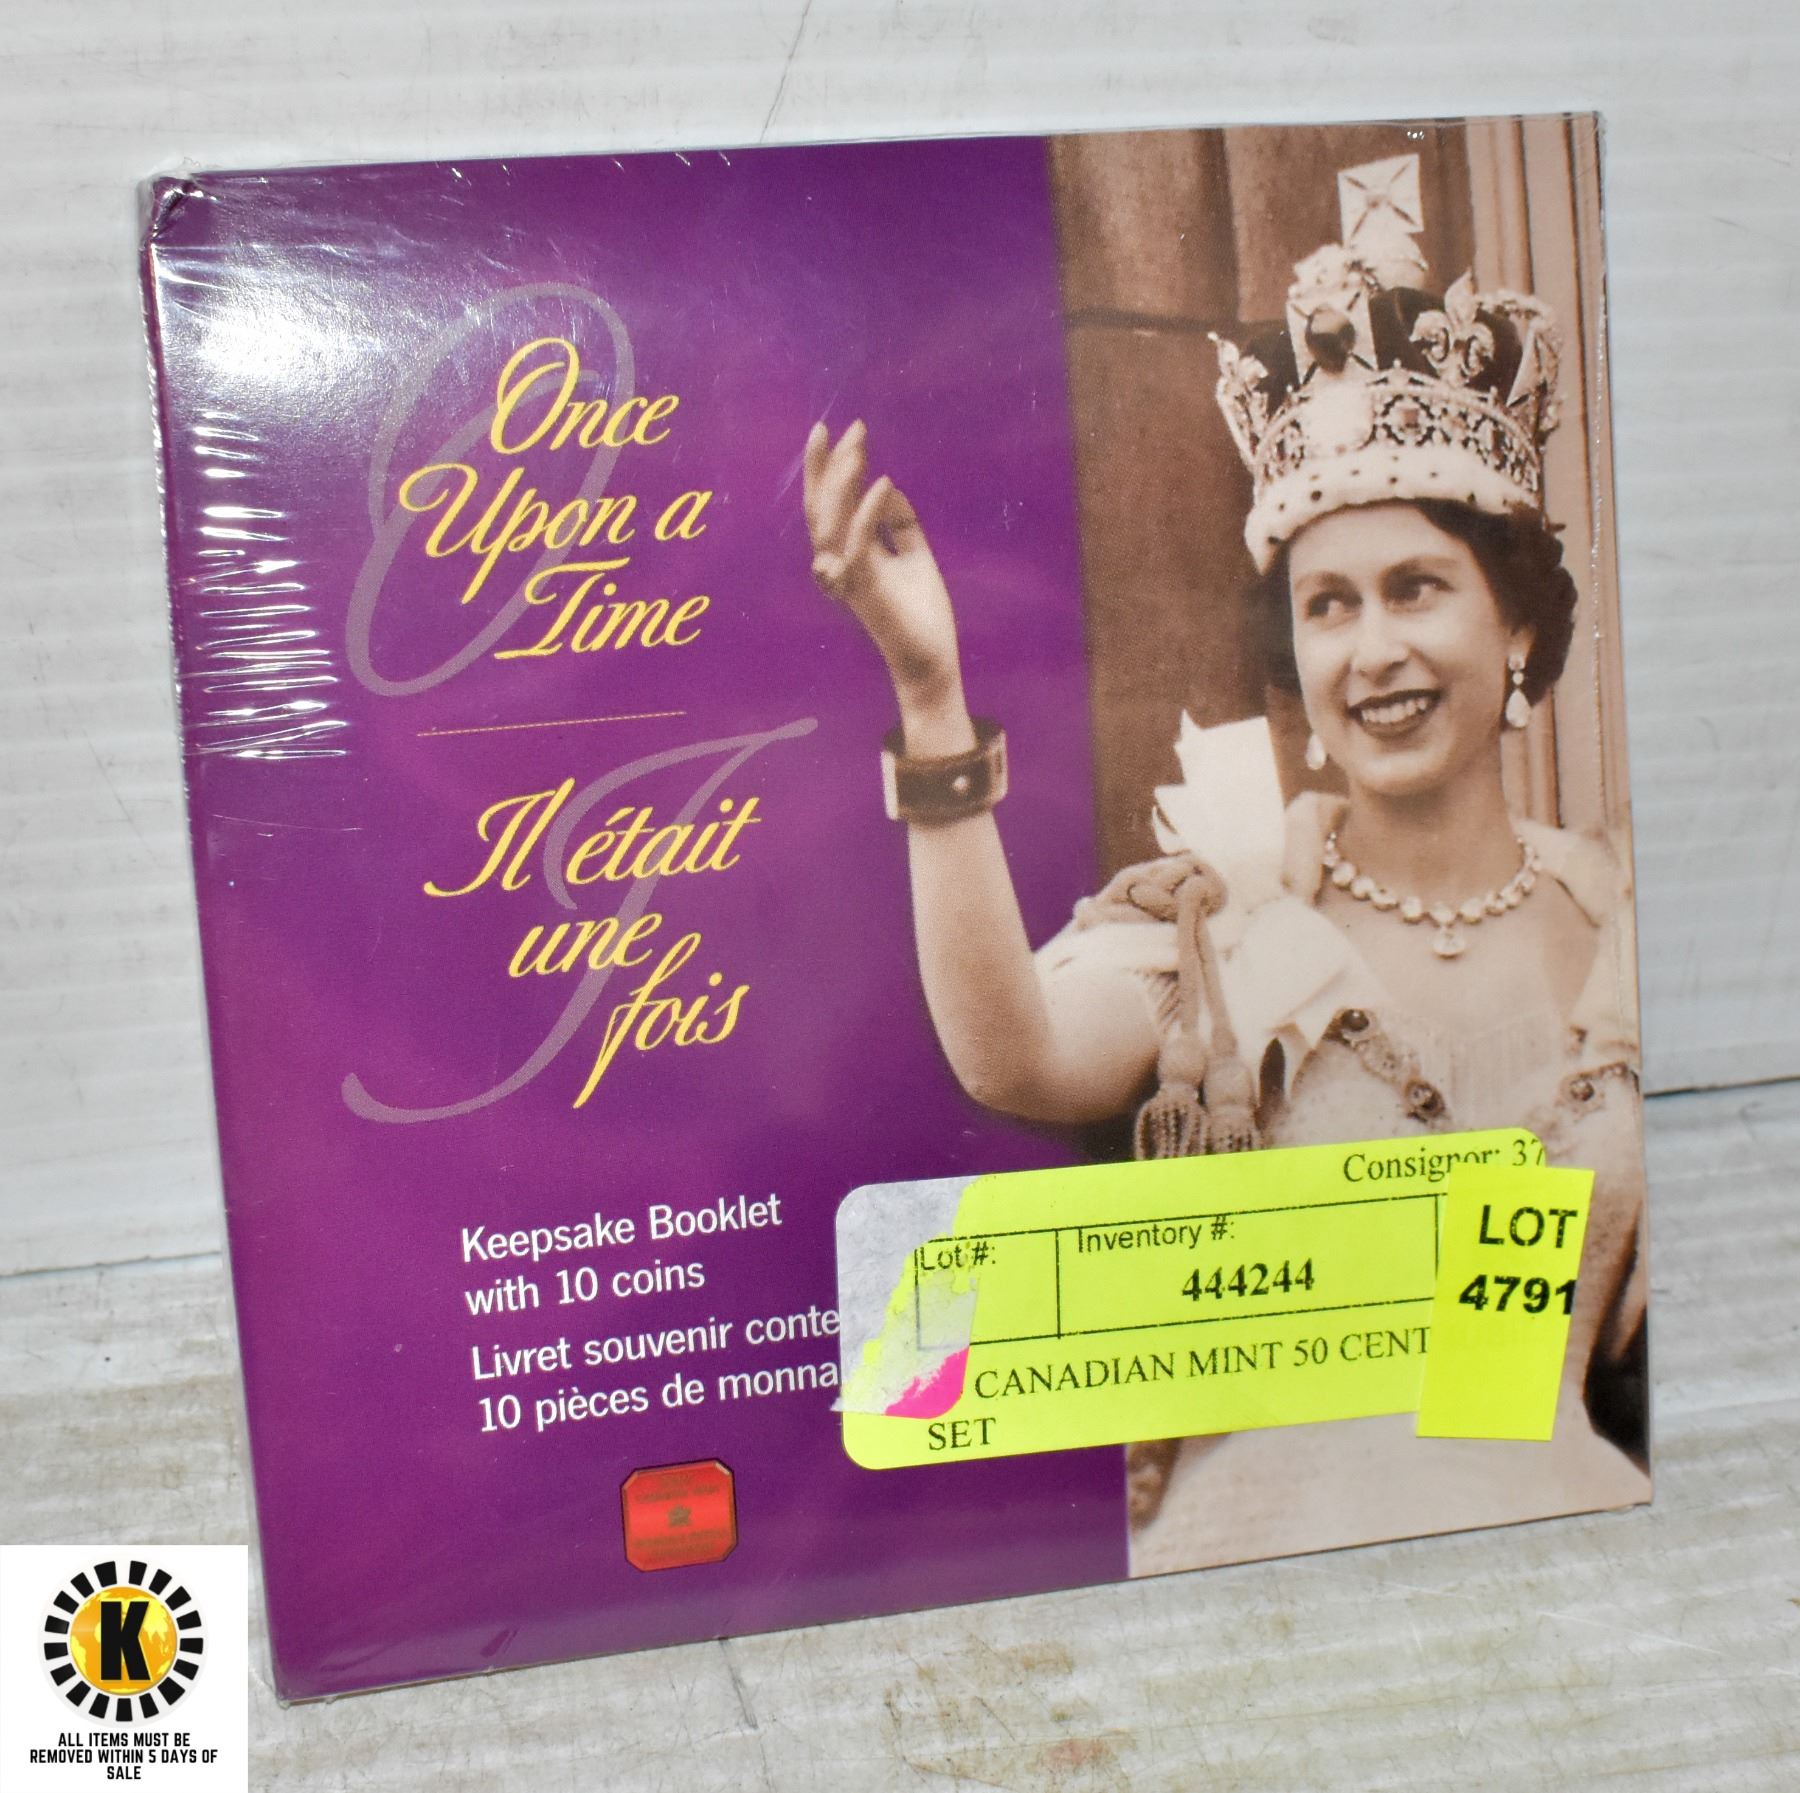 Once
Upon a
Time
Il était
une
fois
Keepsake Booklet
with 10 coins
Livret souvenir conte
10 pièces de monna
Consignor: 37
Lot #:
Inventory #:
444244
CANADIAN MINT 50 CENT
SET
LOT
4791
K
ALL ITEMS MUST BE
REMOVED WITHIN 5 DAYS OF
SALE